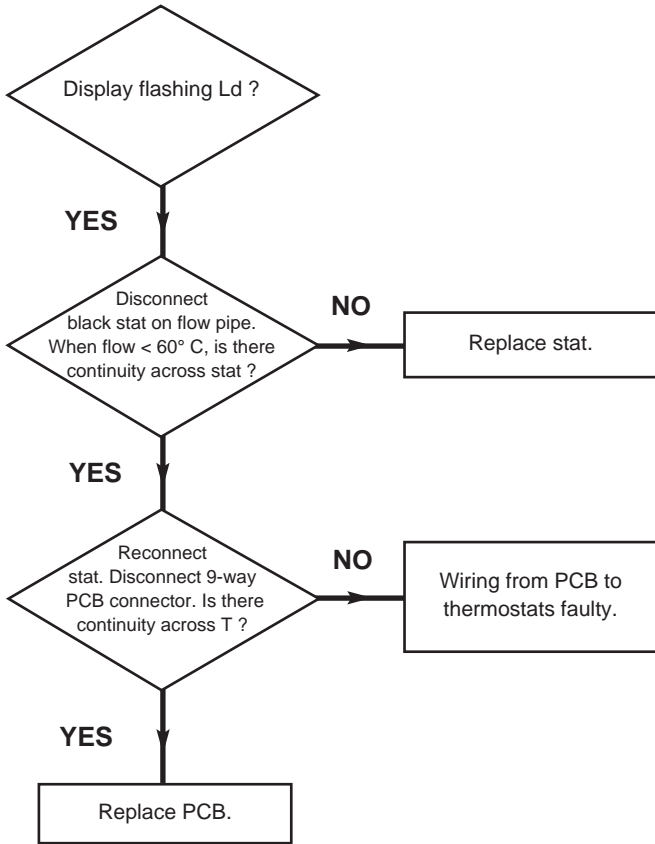 Display flashing Ld ?
YES
Disconnect
black stat on flow pipe.
When flow < 60° C, is there
continuity across stat ?
NO
Replace stat.
YES
Reconnect
stat. Disconnect 9-way
PCB connector. Is there
continuity across T ?
NO
Wiring from PCB to
thermostats faulty.
YES
Replace PCB.